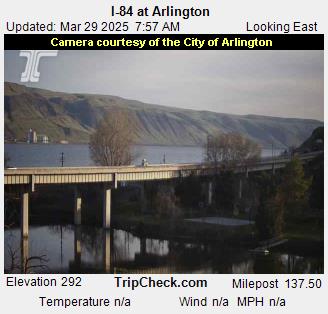 I-84 at Arlington
Updated: Mar 29 2025 7:57 AM Looking East
Camera courtesy of the City of Arlington
Elevation 292 TripCheck.com Milepost 137.50
Temperature n/a Wind n/a MPH n/a